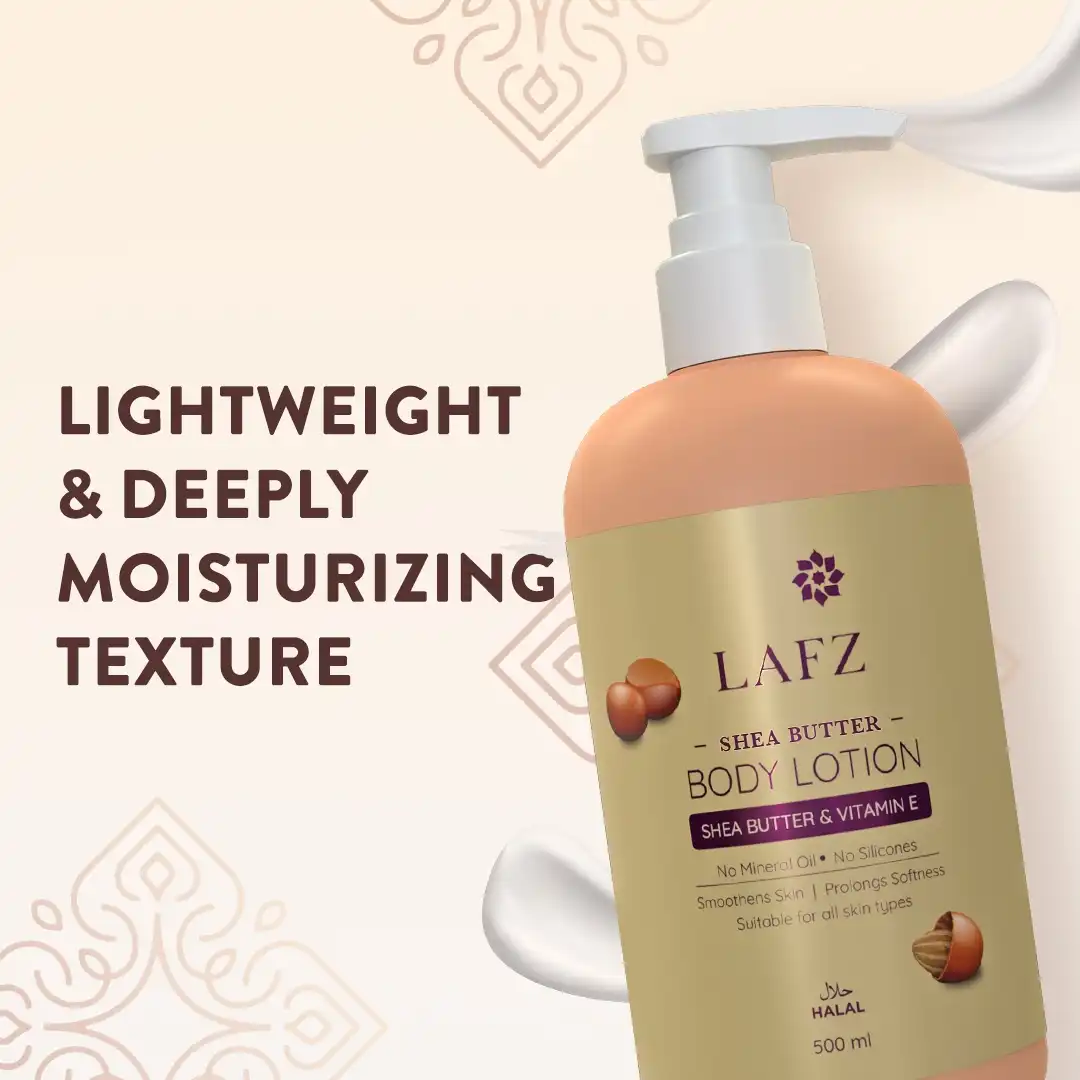 LIGHTWEIGHT
& DEEPLY
MOISTURIZING
TEXTURE
LAFZ
- SHEA BUTTER -
BODY LOTION
SHEA BUTTER & VITAMIN E
No Mineral Oil • No Silicones
Smoothens Skin | Prolongs Softness
Suitable for all skin types
حلال
HALAL
500 ml